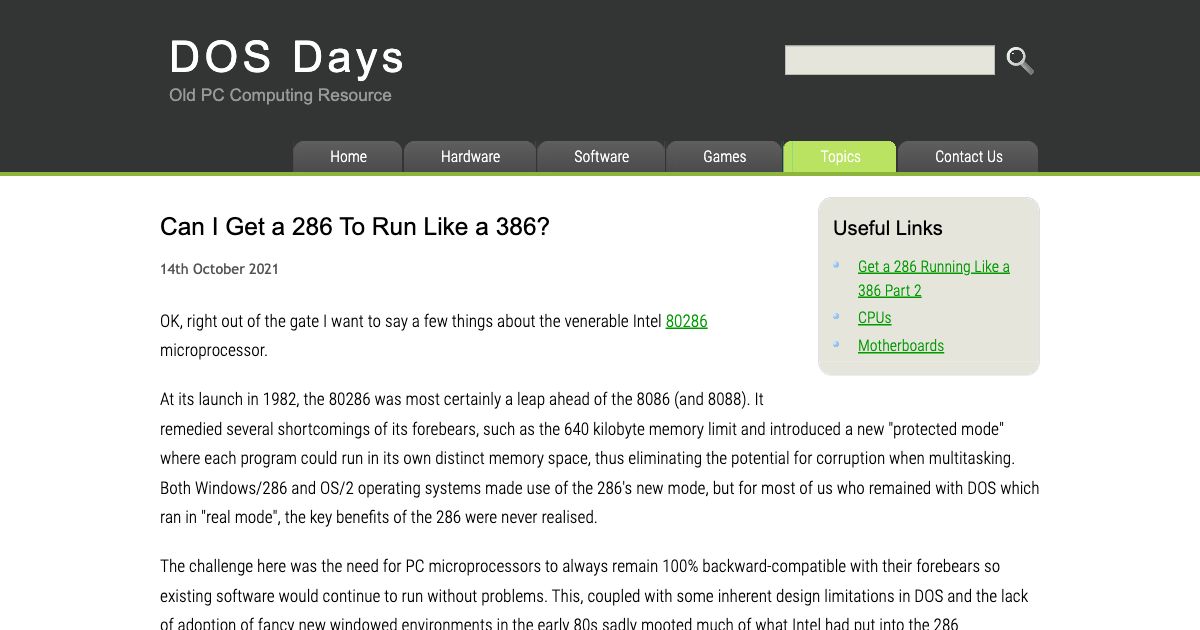 DOS Days
Old PC Computing Resource
Home
Hardware
Software
Games
Topics
Contact Us
Can I Get a 286 To Run Like a 386?
14th October 2021
OK, right out of the gate I want to say a few things about the venerable Intel 80286
microprocessor.
Useful Links
Get a 286 Running Like a
386 Part 2
CPUs
Motherboards
At its launch in 1982, the 80286 was most certainly a leap ahead of the 8086 (and 8088). It
remedied several shortcomings of its forebears, such as the 640 kilobyte memory limit and introduced a new "protected mode"
where each program could run in its own distinct memory space, thus eliminating the potential for corruption when multitasking.
Both Windows/286 and OS/2 operating systems made use of the 286's new mode, but for most of us who remained with DOS which
ran in "real mode", the key benefits of the 286 were never realised.
The challenge here was the need for PC microprocessors to always remain 100% backward-compatible with their forebears so
existing software would continue to run without problems. This, coupled with some inherent design limitations in DOS and the lack
of adoption of fancy new windowed environments in the early 80s sadly mooted much of what Intel had put into the 286